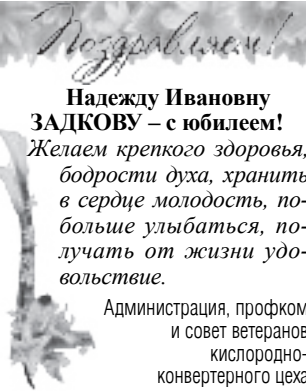 Поздравляем!
Надежду Ивановну
ЗАДКОВУ – с юбилеем!
Желаем крепкого здоровья,
бодрости духа, хранить
в сердце молодость, по-
больше улыбаться, по-
лучать от жизни удо-
вольствие.
Администрация, профком
и совет ветеранов
кислородно-
конвертерного цеха